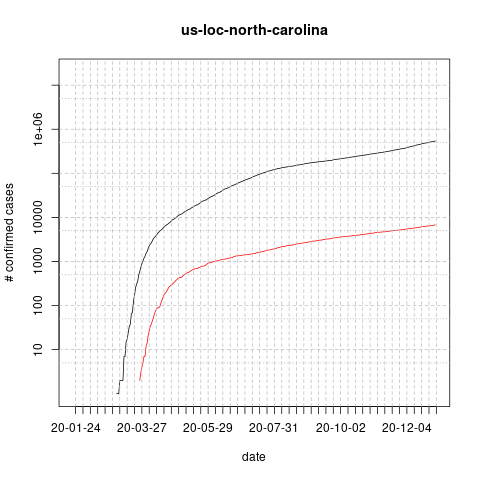 us-loc-north-carolina
# confirmed cases
1e+06
10000
1000
100
10
20-01-24 20-03-27 20-05-29 20-07-31 20-10-02 20-12-04
date